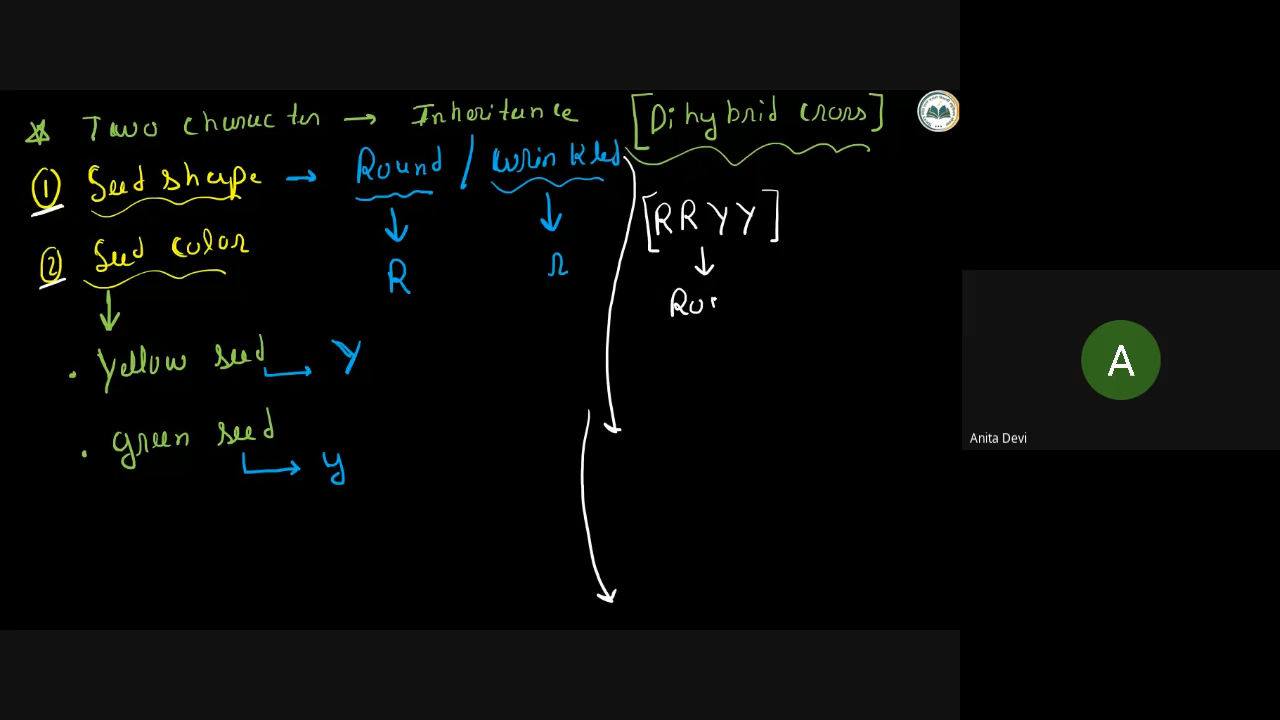 Two character → Inheritance [Dihybrid cross]
① Seed shape → Round / wrinkled
R r
② Seed color
. Yellow seed → Y
. green seed → y
[RRYY]
Rou
A
Anita Devi